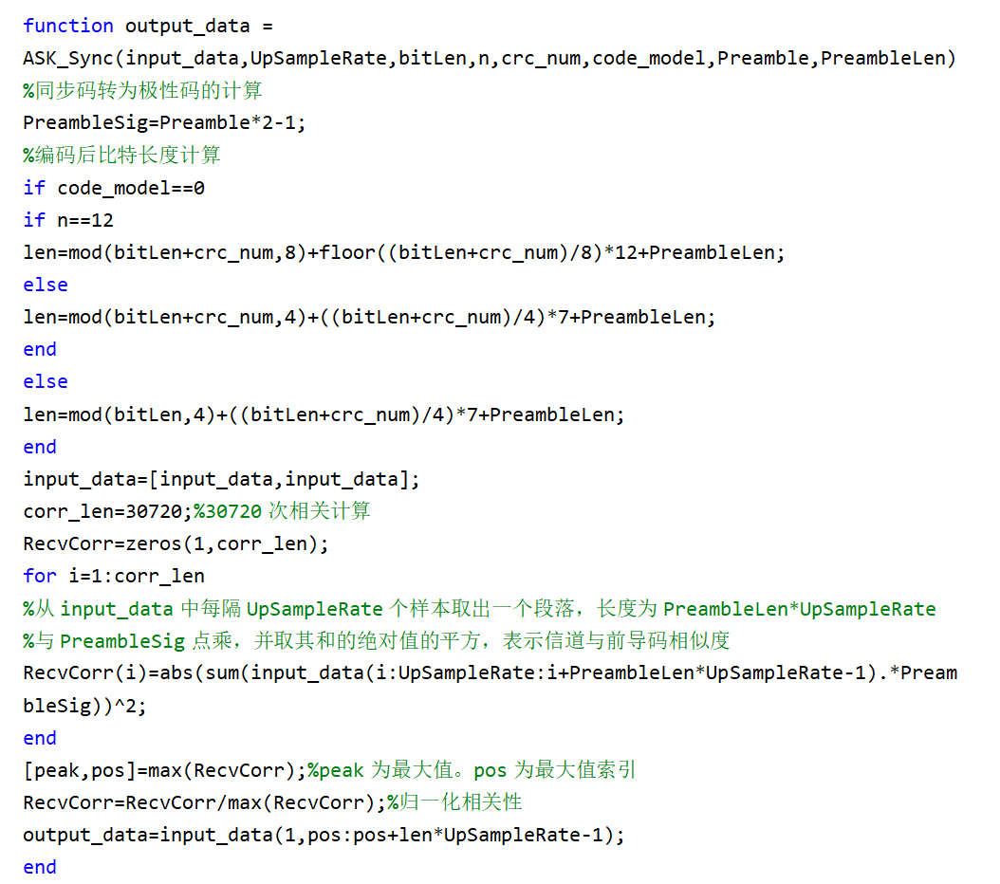 function output_data =
ASK_Sync(input_data,UpSampleRate,bitLen,n,crc_num,code_model,Preamble,PreambleLen)
%同步码转为极性码的计算
PreambleSig=Preamble*2-1;
%编码后比特长度计算
if code_model==0
if n==12
len=mod(bitLen+crc_num,8)+floor((bitLen+crc_num)/8)*12+PreambleLen;
else
len=mod(bitLen+crc_num,4)+((bitLen+crc_num)/4)*7+PreambleLen;
end
else
len=mod(bitLen,4)+((bitLen+crc_num)/4)*7+PreambleLen;
end
input_data=[input_data,input_data];
corr_len=30720;%30720 次相关计算
RecvCorr=zeros(1,corr_len);
for i=1:corr_len
%从 input_data 中每隔 UpSampleRate 个样本取出一个段落，长度为 PreambleLen*UpSampleRate
%与 PreambleSig 点乘，并取其和的绝对值的平方，表示信道与前导码相似度
RecvCorr(i)=abs(sum(input_data(i:UpSampleRate:i+PreambleLen*UpSampleRate-1).*Pream
bleSig))^2;
end
[peak,pos]=max(RecvCorr);%peak 为最大值。pos 为最大值索引
RecvCorr=RecvCorr/max(RecvCorr);%归一化相关性
output_data=input_data(1,pos:pos+len*UpSampleRate-1);
end